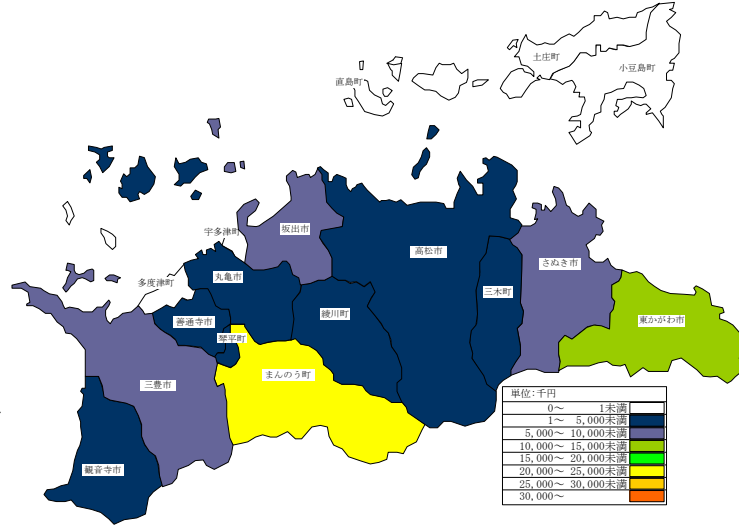 土庄町
小豆島町
直島町
宇多津町
坂出市
高松市
さぬき市
多度津町
丸亀市
三木町
綾川町
東かがわ市
善通寺市
琴平町
まんのう町
三豊市
観音寺市
単位:千円
0～ 1未満
1～ 5,000未満
5,000～ 10,000未満
10,000～ 15,000未満
15,000～ 20,000未満
20,000～ 25,000未満
25,000～ 30,000未満
30,000～